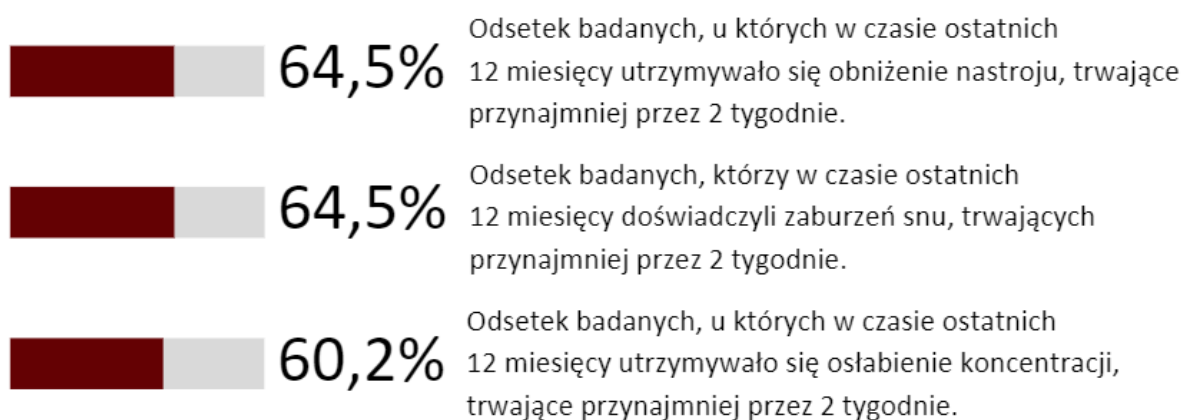 64,5%
Odsetek badanych, u których w czasie ostatnich
12 miesięcy utrzymywało się obniżenie nastroju, trwające
przynajmniej przez 2 tygodnie.
64,5%
Odsetek badanych, którzy w czasie ostatnich
12 miesięcy doświadczyli zaburzeń snu, trwających
przynajmniej przez 2 tygodnie.
60,2%
Odsetek badanych, u których w czasie ostatnich
12 miesięcy utrzymywało się osłabienie koncentracji,
trwające przynajmniej przez 2 tygodnie.